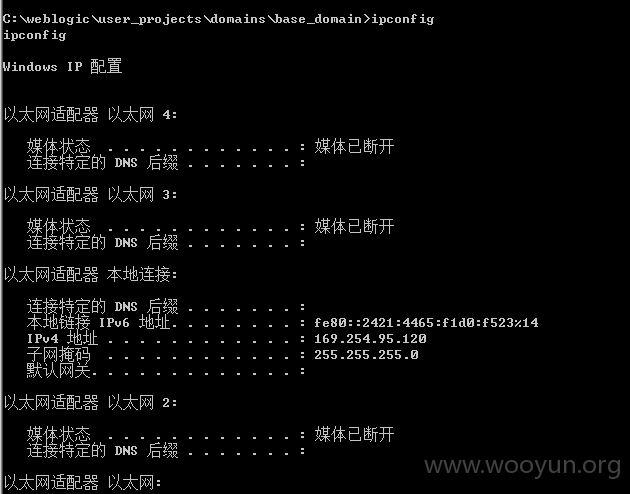 C:\weblogic\user_projects\domains\base_domain>ipconfig
ipconfig
Windows IP 配置
以太网适配器 以太网 4:
媒体状态 . . . . . . . . . . . . : 媒体已断开
连接特定的 DNS 后缀 . . . . . . . :
以太网适配器 以太网 3:
媒体状态 . . . . . . . . . . . . : 媒体已断开
连接特定的 DNS 后缀 . . . . . . . :
以太网适配器 本地连接:
连接特定的 DNS 后缀 . . . . . . . :
本地链接 IPv6 地址. . . . . . . . : fe80::2421:4465:f1d0:f523%14
IPv4 地址 . . . . . . . . . . . . : 169.254.95.120
子网掩码 . . . . . . . . . . . . : 255.255.255.0
默认网关. . . . . . . . . . . . . :
以太网适配器 以太网 2:
媒体状态 . . . . . . . . . . . . : 媒体已断开
连接特定的 DNS 后缀 . . . . . . . :
以太网适配器 以太网:
www.wooyun.org